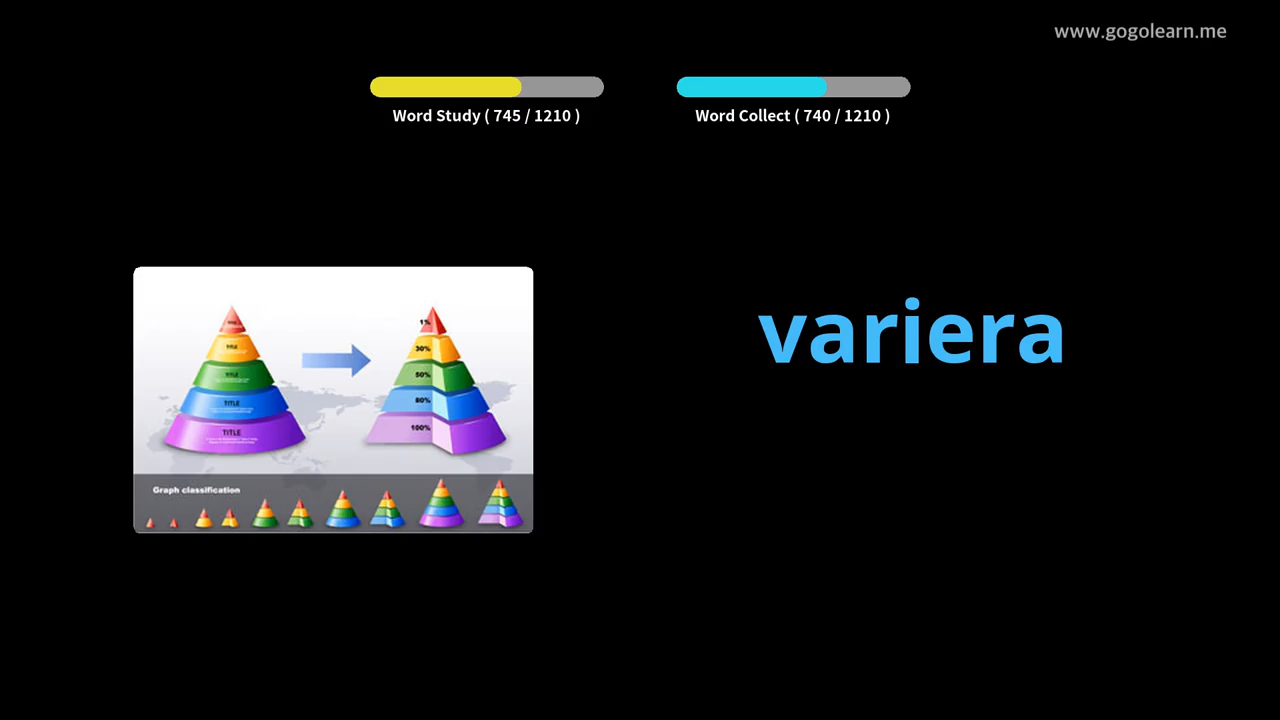 www.gogolearn.me
Word Study ( 745 / 1210 )
Word Collect ( 740 / 1210 )
variera
TITLE
TITLE
TITLE
1%
30%
50%
80%
100%
Graph classification